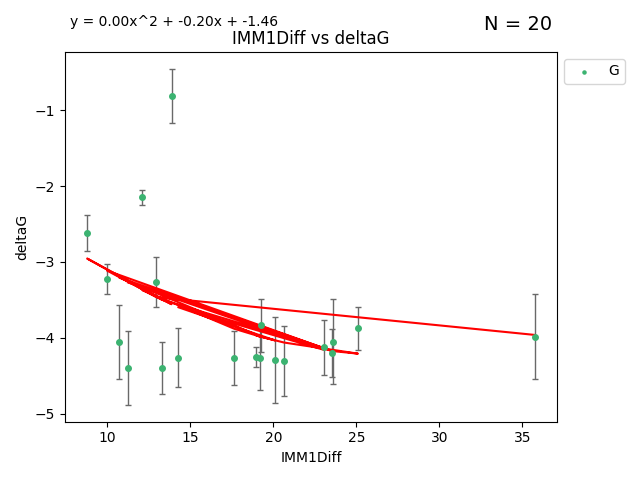 y = 0.00x^2 + -0.20x + -1.46
N = 20
IMM1Diff vs deltaG
G
−1
−2
−3
−4
−5
deltaG
10 15 20 25 30 35
IMM1Diff